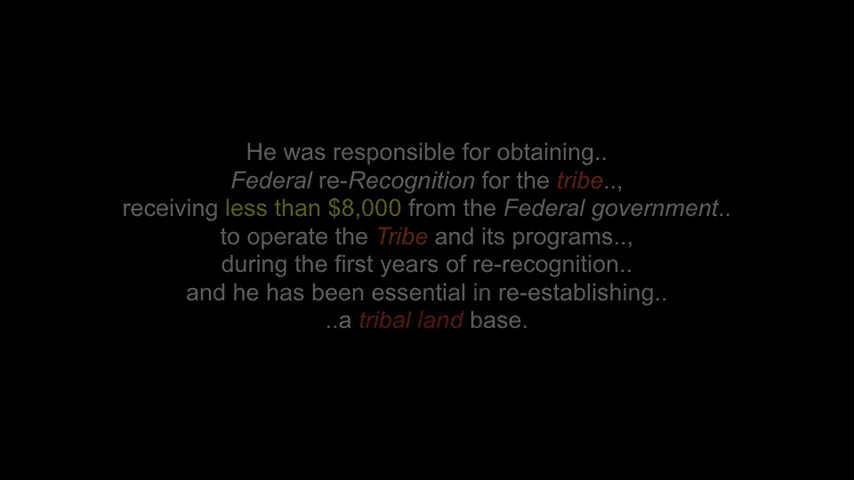 He was responsible for obtaining..
Federal re-Recognition for the tribe..,
receiving less than $8,000 from the Federal government..
to operate the Tribe and its programs..,
during the first years of re-recognition..
and he has been essential in re-establishing..
..a tribal land base.